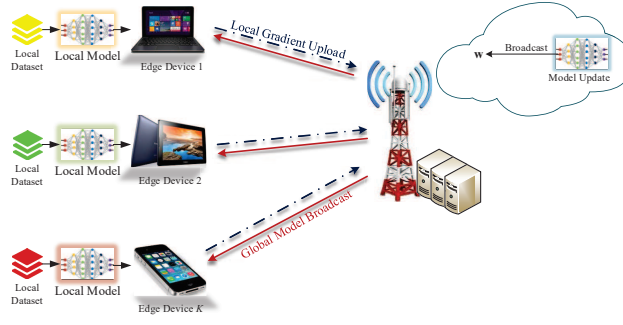 Local
Dataset
Local Model
Edge Device 1
Local Gradient Upload
w
Broadcast
Model Update
Local
Dataset
Local Model
Edge Device 2
Global Model Broadcast
Local
Dataset
Local Model
Edge Device K